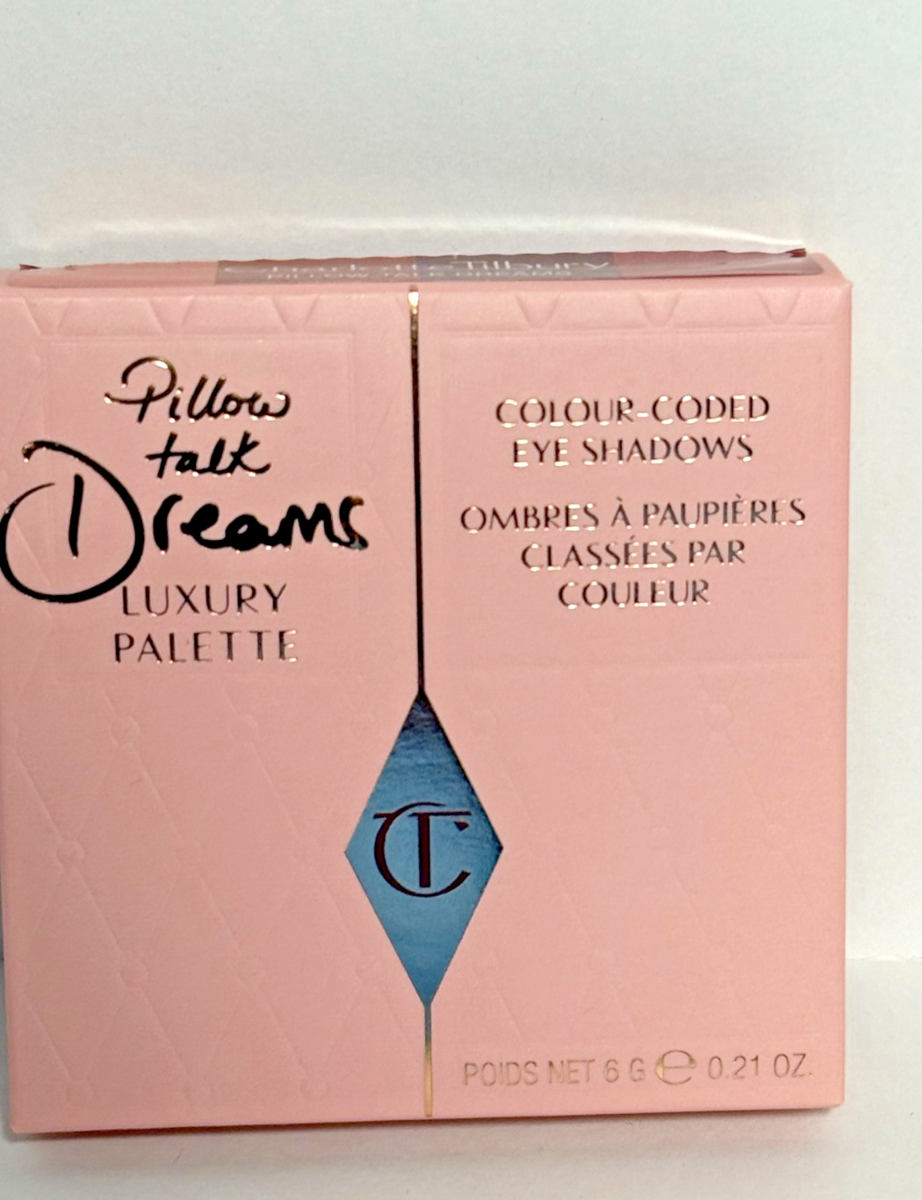 Pillow
talk
Dreams
LUXURY
PALETTE
COLOUR-CODED
EYE SHADOWS
OMBRES À PAUPIÈRES
CLASSÉES PAR
COULEUR
CT
POIDS NET 6 G ℮ 0.21 OZ.